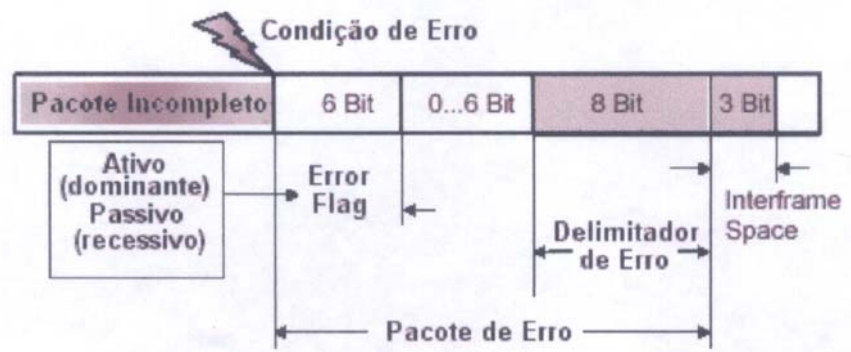 Condição de Erro
Pacote Incompleto 6 Bit 0...6 Bit 8 Bit 3 Bit
Ativo
(dominante)
Passivo
(recessivo)
Error
Flag
Interframe
Space
Delimitador
de Erro
Pacote de Erro